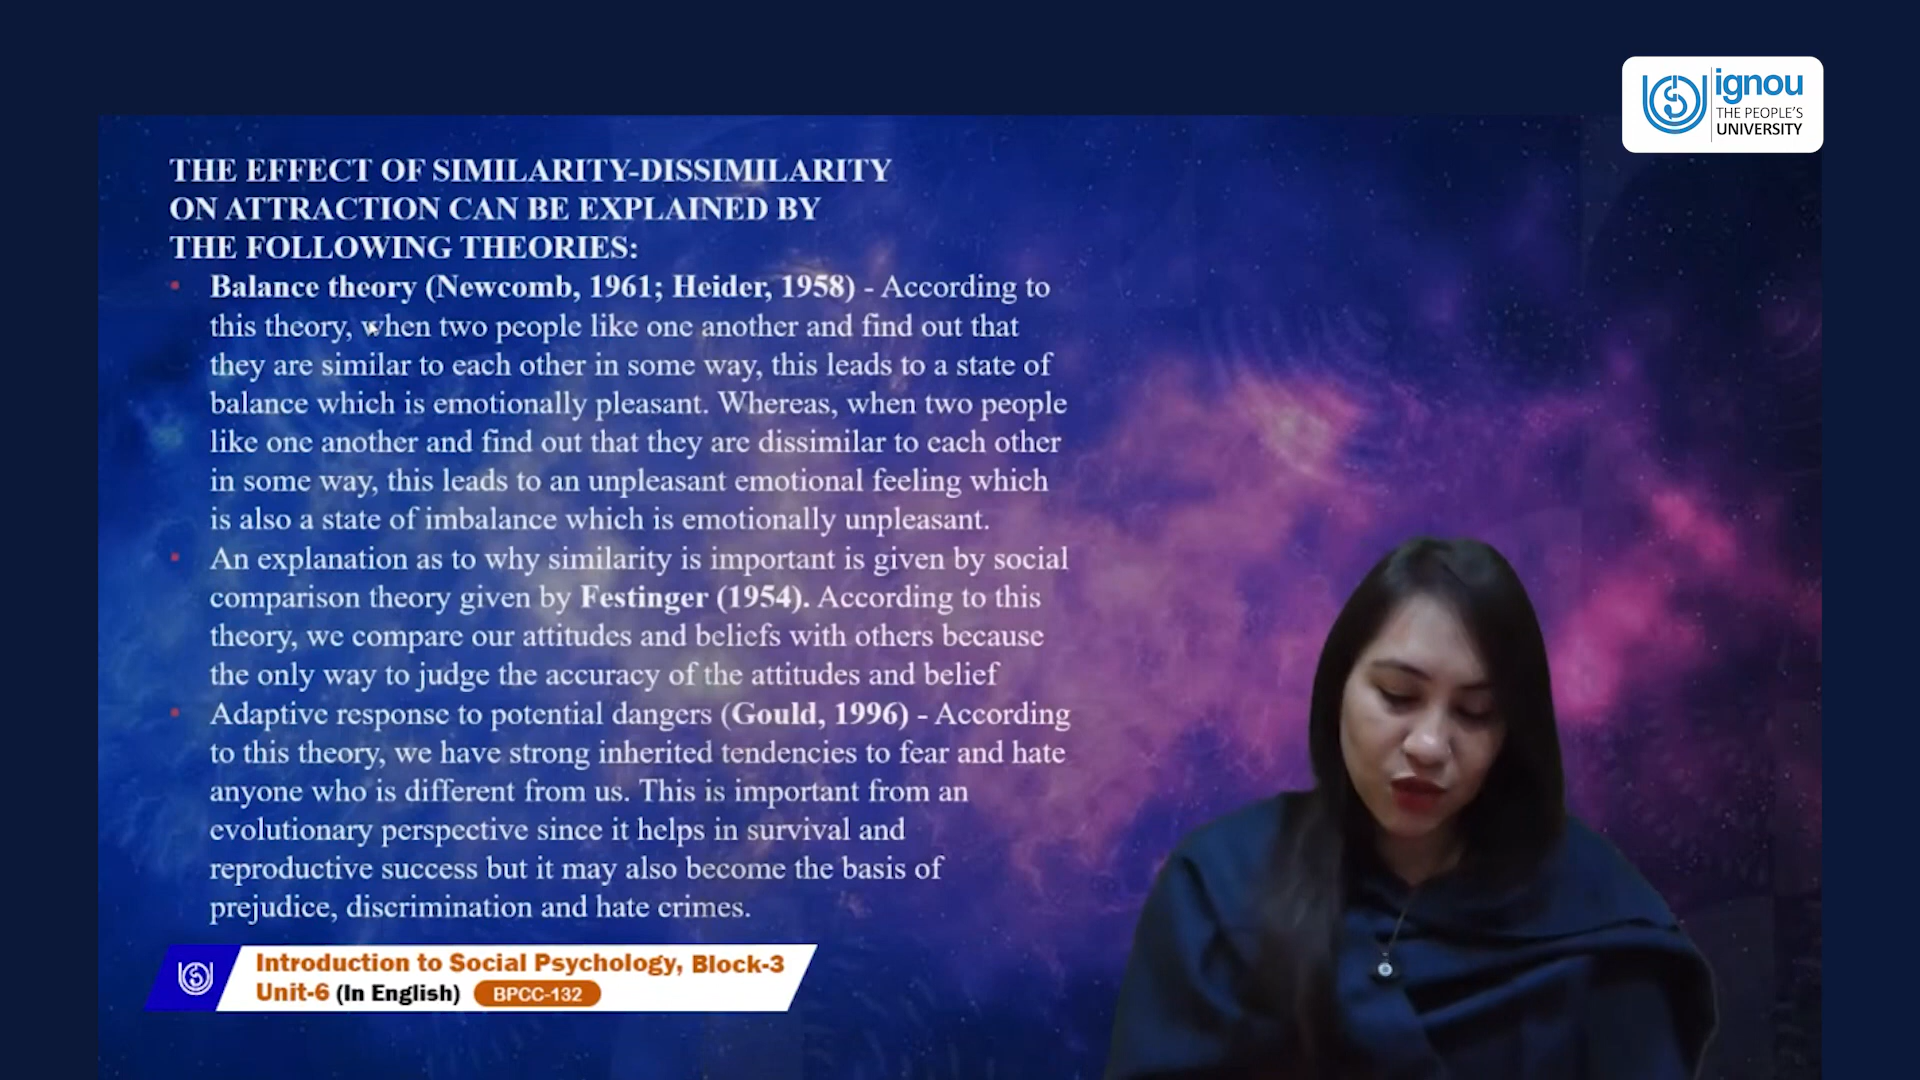 ignou
THE PEOPLE'S
UNIVERSITY
THE EFFECT OF SIMILARITY-DISSIMILARITY
ON ATTRACTION CAN BE EXPLAINED BY
THE FOLLOWING THEORIES:
• Balance theory (Newcomb, 1961; Heider, 1958) - According to
this theory, when two people like one another and find out that
they are similar to each other in some way, this leads to a state of
balance which is emotionally pleasant. Whereas, when two people
like one another and find out that they are dissimilar to each other
in some way, this leads to an unpleasant emotional feeling which
is also a state of imbalance which is emotionally unpleasant.
• An explanation as to why similarity is important is given by social
comparison theory given by Festinger (1954). According to this
theory, we compare our attitudes and beliefs with others because
the only way to judge the accuracy of the attitudes and belief
• Adaptive response to potential dangers (Gould, 1996) - According
to this theory, we have strong inherited tendencies to fear and hate
anyone who is different from us. This is important from an
evolutionary perspective since it helps in survival and
reproductive success but it may also become the basis of
prejudice, discrimination and hate crimes.
Introduction to Social Psychology, Block-3
Unit-6 (In English) BPCC-132